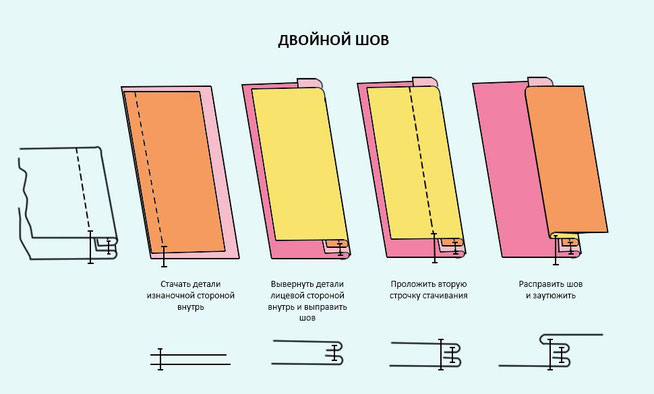 ДВОЙНОЙ ШОВ
Стачать детали
изнаночной стороной
внутрь
Вывернуть детали
лицевой стороной
внутрь и выправить
шов
Проложить вторую
строчку стачивания
Расправить шов
и заутюжить